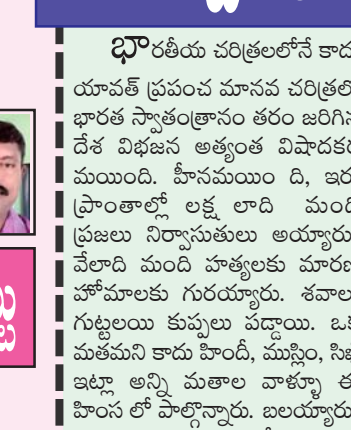 భారతీయ చరిత్రలలోనే కాదు
యావత్ ప్రపంచ మానవ చరిత్రలో
భారత స్వాతంత్రానం తరం జరిగిన
దేశ విభజన అత్యంత విషాదకర
మయింది. హీనమయిం ది, ఇరు
ప్రాంతాల్లో లక్ష లాది మంది
ప్రజలు నిర్వాసుతులు అయ్యారు.
వేలాది మంది హత్యలకు మారణ
హోమాలకు గురయ్యారు. శవాలు
గుట్టలయి కుప్పలు పడ్డాయి. ఒక
మతమని కాదు హిందీ, ముస్లిం, సిఖ
ఇట్లా అన్ని మతాల వాళ్ళూ ఈ
హింస లో పాల్గొన్నారు. బలయ్యారు.